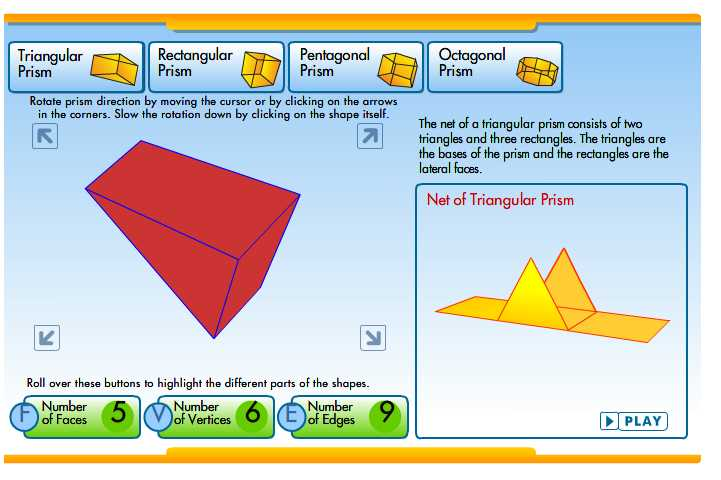 Triangular
Prism
Rectangular
Prism
Pentagonal
Prism
Octagonal
Prism
Rotate prism direction by moving the cursor or by clicking on the arrows
in the corners. Slow the rotation down by clicking on the shape itself.
The net of a triangular prism consists of two
triangles and three rectangles. The triangles are
the bases of the prism and the rectangles are the
lateral faces.
Net of Triangular Prism
Roll over these buttons to highlight the different parts of the shapes.
F Number
of Faces 5
V Number
of Vertices 6
E Number
of Edges 9
PLAY